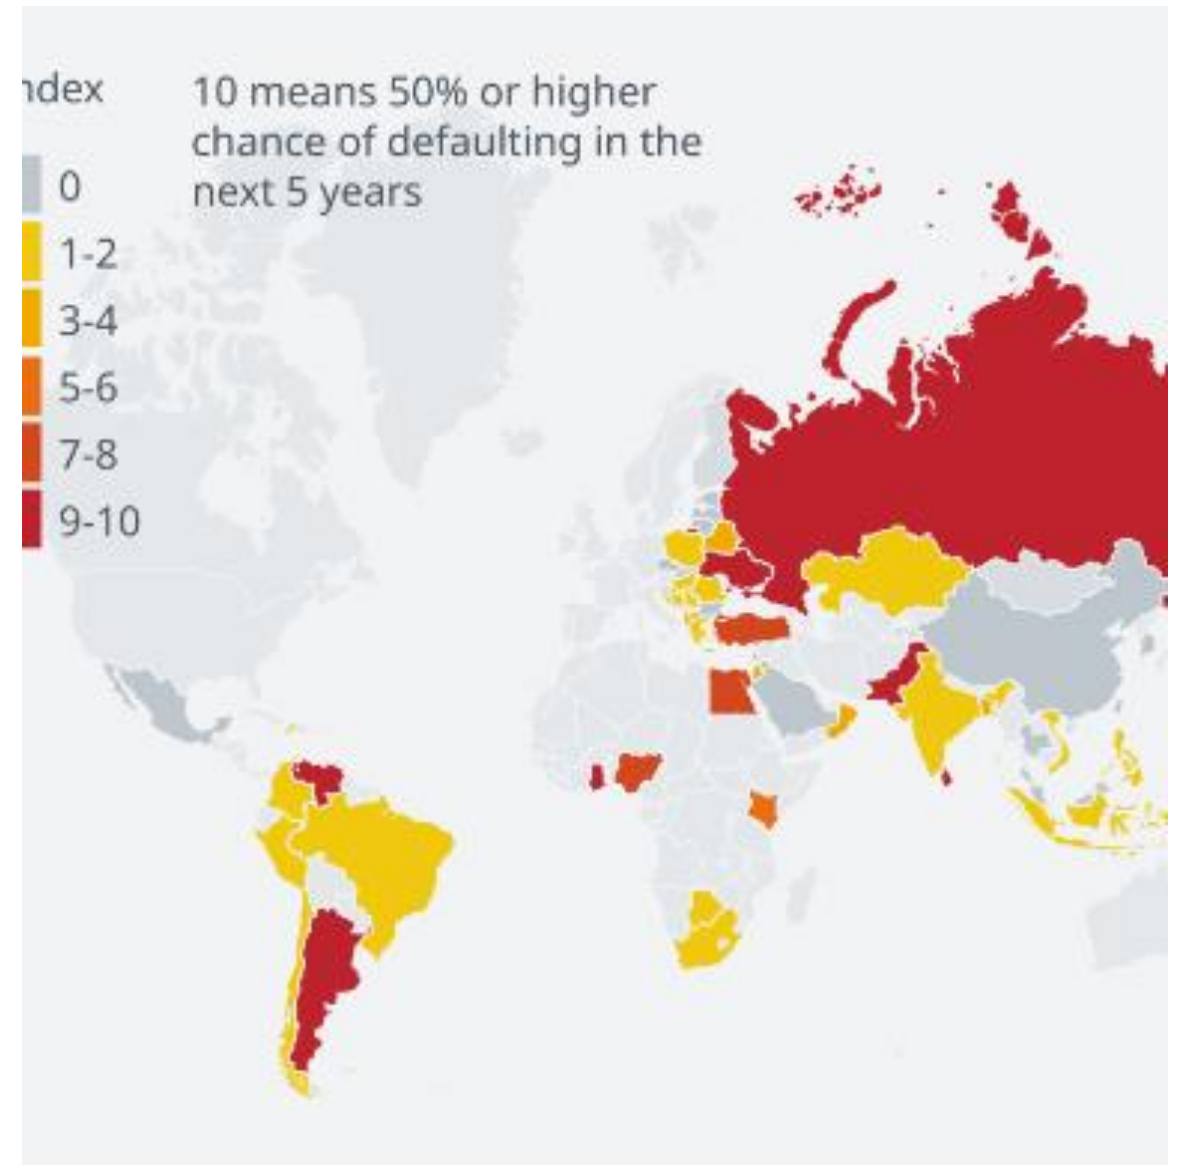 ndex
10 means 50% or higher
chance of defaulting in the
next 5 years
0
1-2
3-4
5-6
7-8
9-10